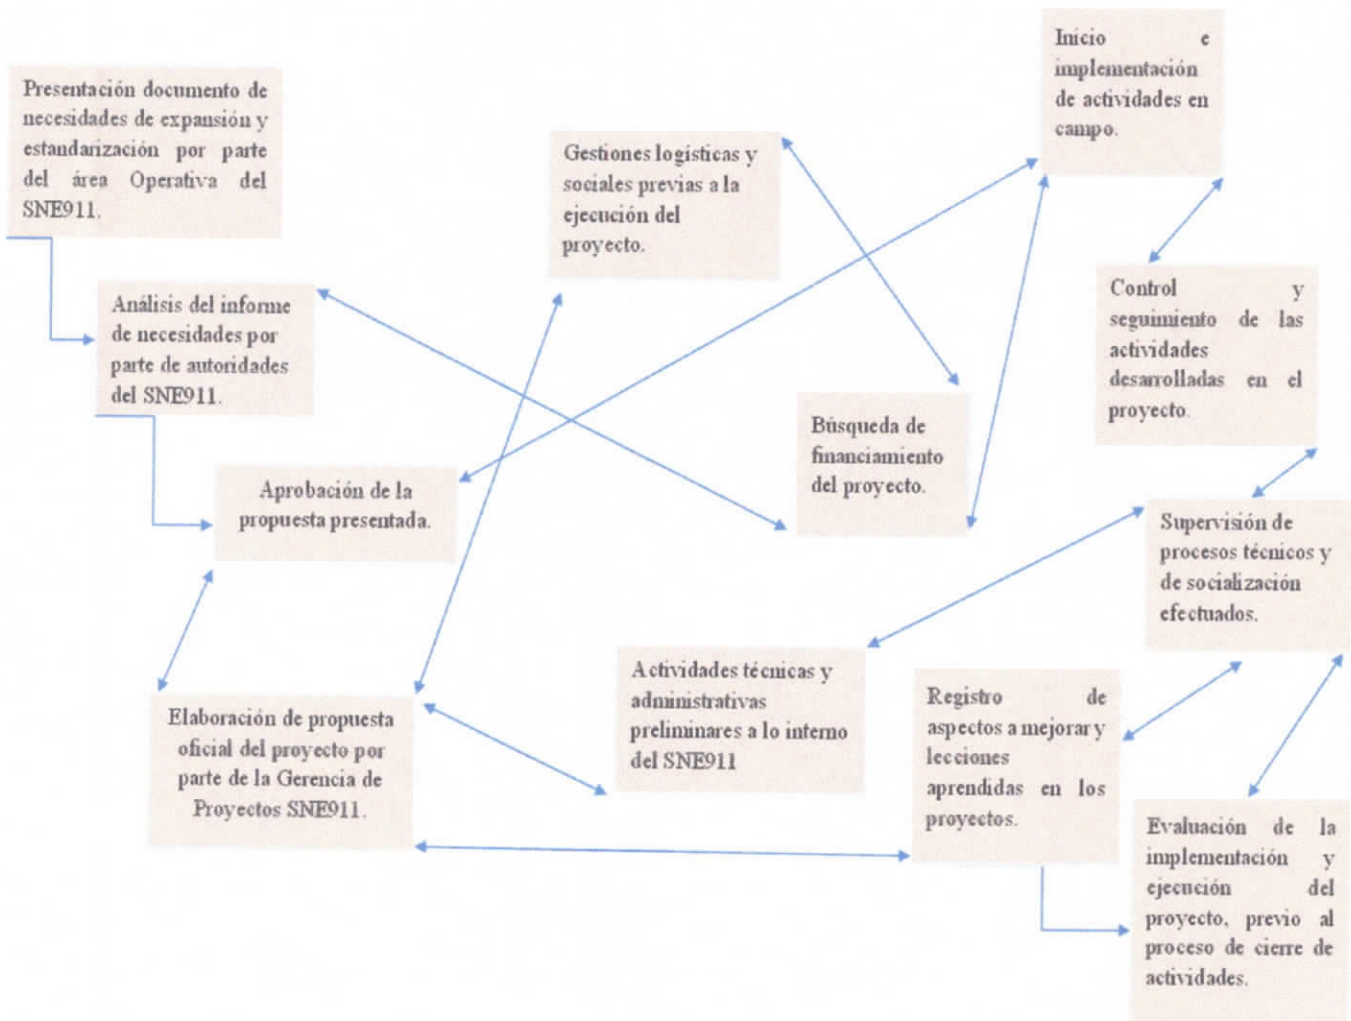 Presentación documento de
necesidades de expansión y
estandarización por parte
del área Operativa del
SNE911.
Análisis del informe
de necesidades por
parte de autoridades
del SNE911.
Aprobación de la
propuesta presentada.
Elaboración de propuesta
oficial del proyecto por
parte de la Gerencia de
Proyectos SNE911.
Gestiones logísticas y
sociales previas a la
ejecución del
proyecto.
Actividades técnicas y
administrativas
preliminares a lo interno
del SNE911
Búsqueda de
financiamiento
del proyecto.
Inicio e
implementación
de actividades en
campo.
Control y
seguimiento de las
actividades
desarrolladas en el
proyecto.
Supervisión de
procesos técnicos y
de socialización
efectuados.
Registro de
aspectos a mejorar y
lecciones
aprendidas en los
proyectos.
Evaluación de la
implementación y
ejecución del
proyecto, previo al
proceso de cierre de
actividades.